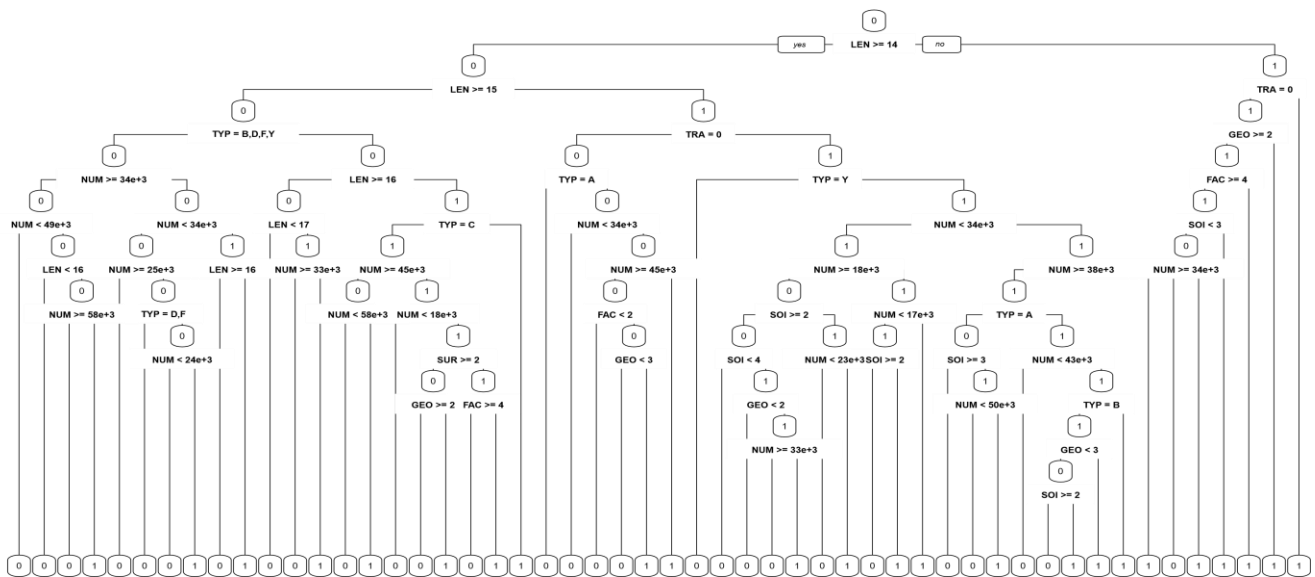 0
yes LEN >= 14 no
0 1
LEN >= 15 TRA = 0
0 1 1
TYP = B,D,F,Y TRA = 0 GEO >= 2
0 0 0 1 1
NUM >= 34e+3 LEN >= 16 TYP = A TYP = Y FAC >= 4
0 0 0 1 0 1 1
NUM < 49e+3 NUM < 34e+3 LEN < 17 TYP = C NUM < 34e+3 NUM < 34e+3 SOI < 3
0 0 1 1 1 0 1 1 0
LEN < 16 NUM >= 25e+3 LEN >= 16 NUM >= 33e+3 NUM >= 45e+3 NUM >= 45e+3 NUM >= 18e+3 NUM >= 38e+3 NUM >= 34e+3
0 0 0 1 0 0 1 1
NUM >= 58e+3 TYP = D,F NUM < 58e+3 NUM < 18e+3 FAC < 2 SOI >= 2 NUM < 17e+3 TYP = A
0 1 0 0 1 0 0 1
NUM < 24e+3 SUR >= 2 GEO < 3 SOI < 4 NUM < 23e+3 SOI >= 2 SOI >= 3 NUM < 43e+3
0 1 1 1 1
GEO >= 2 FAC >= 4 GEO < 2 NUM < 50e+3 TYP = B
1 1
NUM >= 33e+3 GEO < 3
0
SOI >= 2
0 0 0 1 0 0 0 1 0 1 0 0 1 0 1 0 0 1 0 1 1 0 0 0 0 1 1 0 0 0 0 1 0 1 0 1 1 0 0 1 0 0 1 1 1 0 0 1 1 1 1 1